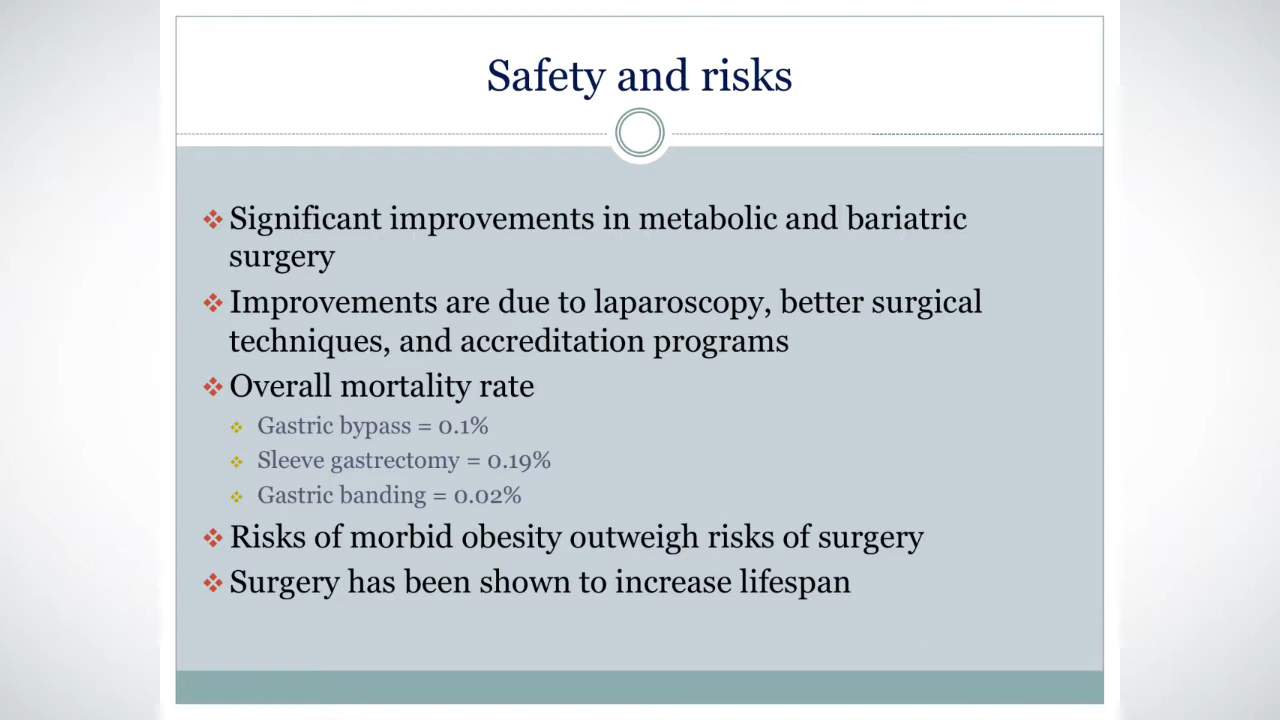 Safety and risks
Significant improvements in metabolic and bariatric
surgery
Improvements are due to laparoscopy, better surgical
techniques, and accreditation programs
Overall mortality rate
Gastric bypass = 0.1%
Sleeve gastrectomy = 0.19%
Gastric banding = 0.02%
Risks of morbid obesity outweigh risks of surgery
Surgery has been shown to increase lifespan